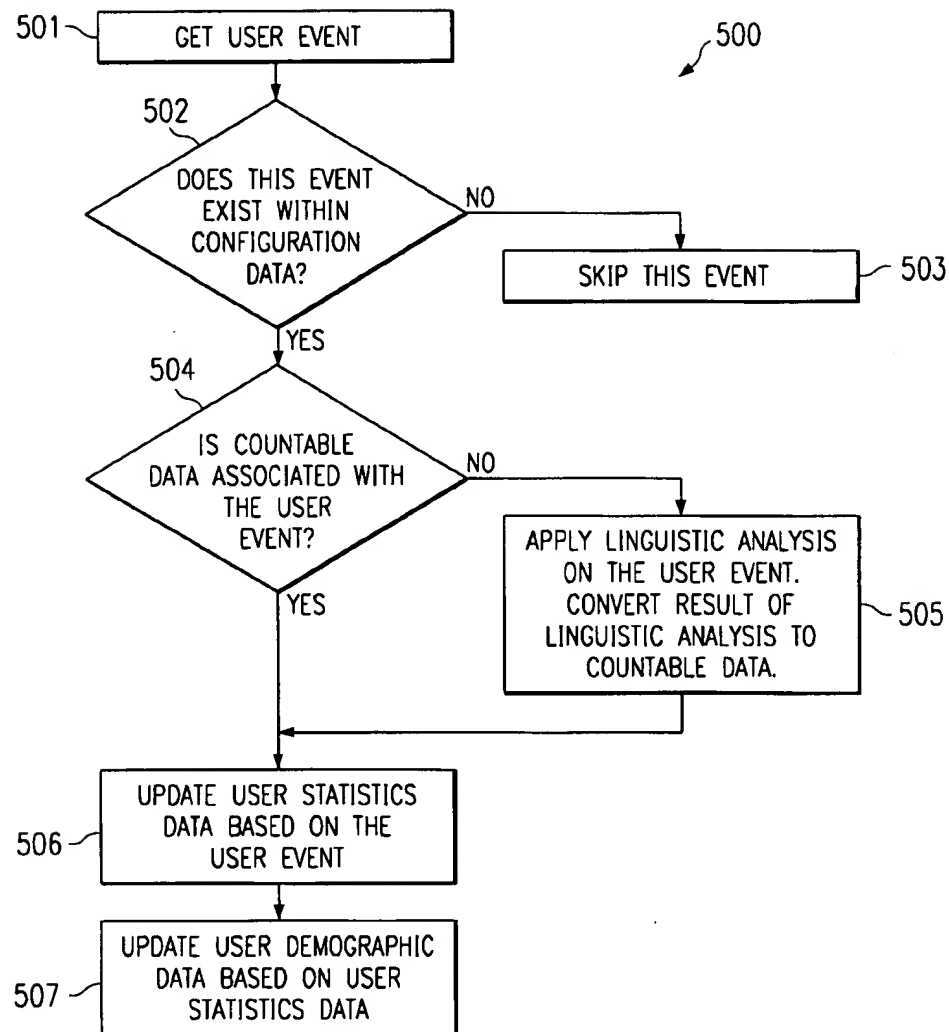 501
GET USER EVENT
500
502
DOES THIS EVENT
EXIST WITHIN
CONFIGURATION
DATA?
NO
SKIP THIS EVENT
503
YES
504
IS COUNTABLE
DATA ASSOCIATED WITH
THE USER
EVENT?
NO
APPLY LINGUISTIC ANALYSIS
ON THE USER EVENT.
CONVERT RESULT OF
LINGUISTIC ANALYSIS TO
COUNTABLE DATA.
505
YES
UPDATE USER STATISTICS
DATA BASED ON THE
USER EVENT
506
UPDATE USER DEMOGRAPHIC
DATA BASED ON USER
STATISTICS DATA
507